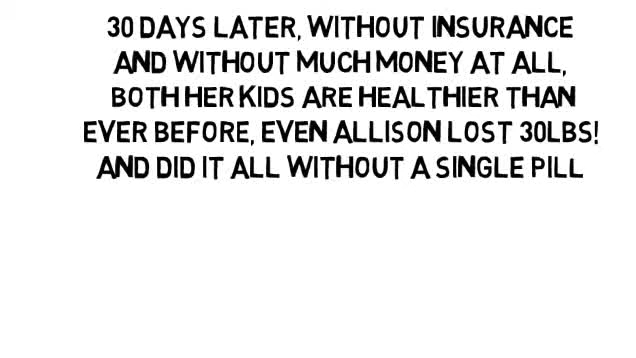 30 DAYS LATER, WITHOUT INSURANCE
AND WITHOUT MUCH MONEY AT ALL,
BOTH HER KIDS ARE HEALTHIER THAN
EVER BEFORE, EVEN ALLISON LOST 30LBS!
AND DID IT ALL WITHOUT A SINGLE PILL